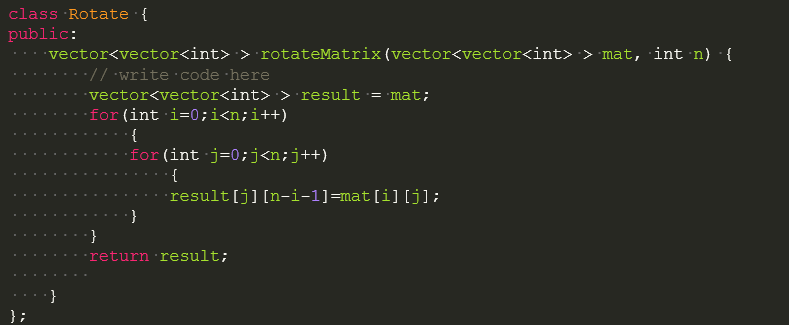 class Rotate {
public:
    vector<vector<int> > rotateMatrix(vector<vector<int> > mat, int n) {
        // write code here
        vector<vector<int> > result = mat;
        for(int i=0;i<n;i++)
            {
            for(int j=0;j<n;j++)
                {
                result[j][n-i-1]=mat[i][j];
            }
        }
        return result;
        
    }
};